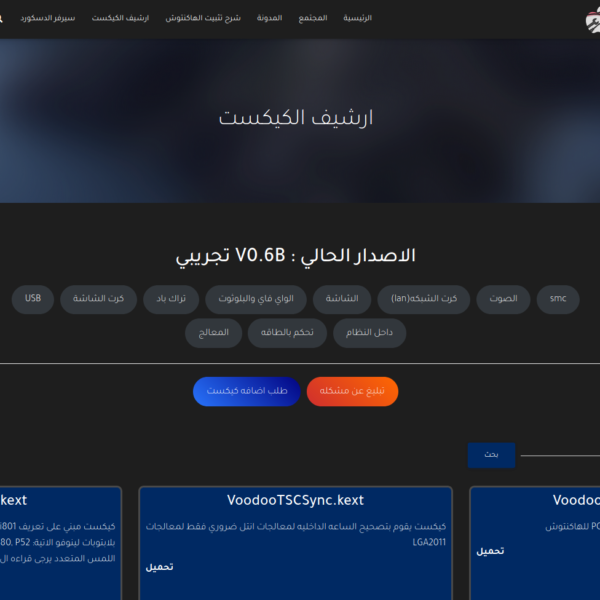 الرئيسية المجتمع المدونة شرح تثبيت الهاكنتوش ارشيف الكيكست سيرفر الدسكورد
ارشيف الكيكست
الاصدار الحالي : V0.6B تجريبي
smc الصوت كرت الشبكه(lan) الشاشة الواي فاي والبلوتوث تراك باد كرت الشاشة USB
داخل النظام تحكم بالطاقه المعالج
تبليغ عن مشكله طلب اضافه كيكست
بحث
Voodoo
للهاكنتوش
تحميل
VoodooTSCSync.kext
كيكست يقوم بتصحيح الساعه الداخليه لمعالجات انتل ضروري فقط لمعالجات
LGA2011
تحميل
kext
كيكست مبني على تعريف i801
بلابتوبات لينوفو الاتية: 80, P52
اللمس المتعدد يرجى قراءه ال